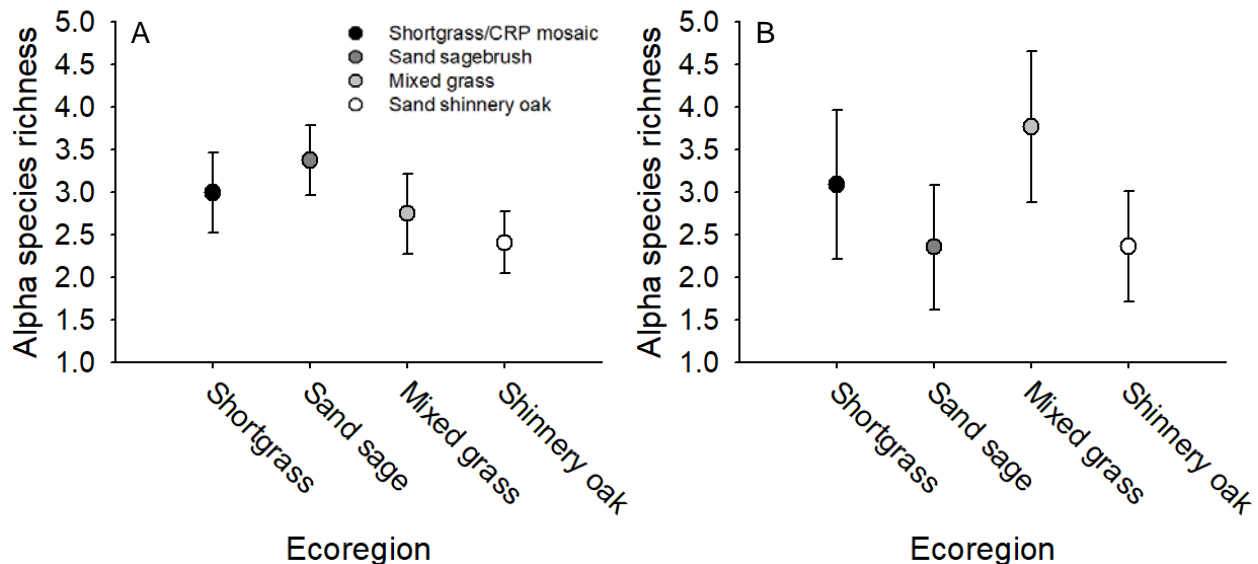 A
Alpha species richness
5.0
4.5
4.0
3.5
3.0
2.5
2.0
1.5
1.0
Shortgrass/CRP mosaic
Sand sagebrush
Mixed grass
Sand shinnery oak
Shortgrass
Sand sage
Mixed grass
Shinnery oak
Ecoregion
B
Alpha species richness
5.0
4.5
4.0
3.5
3.0
2.5
2.0
1.5
1.0
Shortgrass
Sand sage
Mixed grass
Shinnery oak
Ecoregion